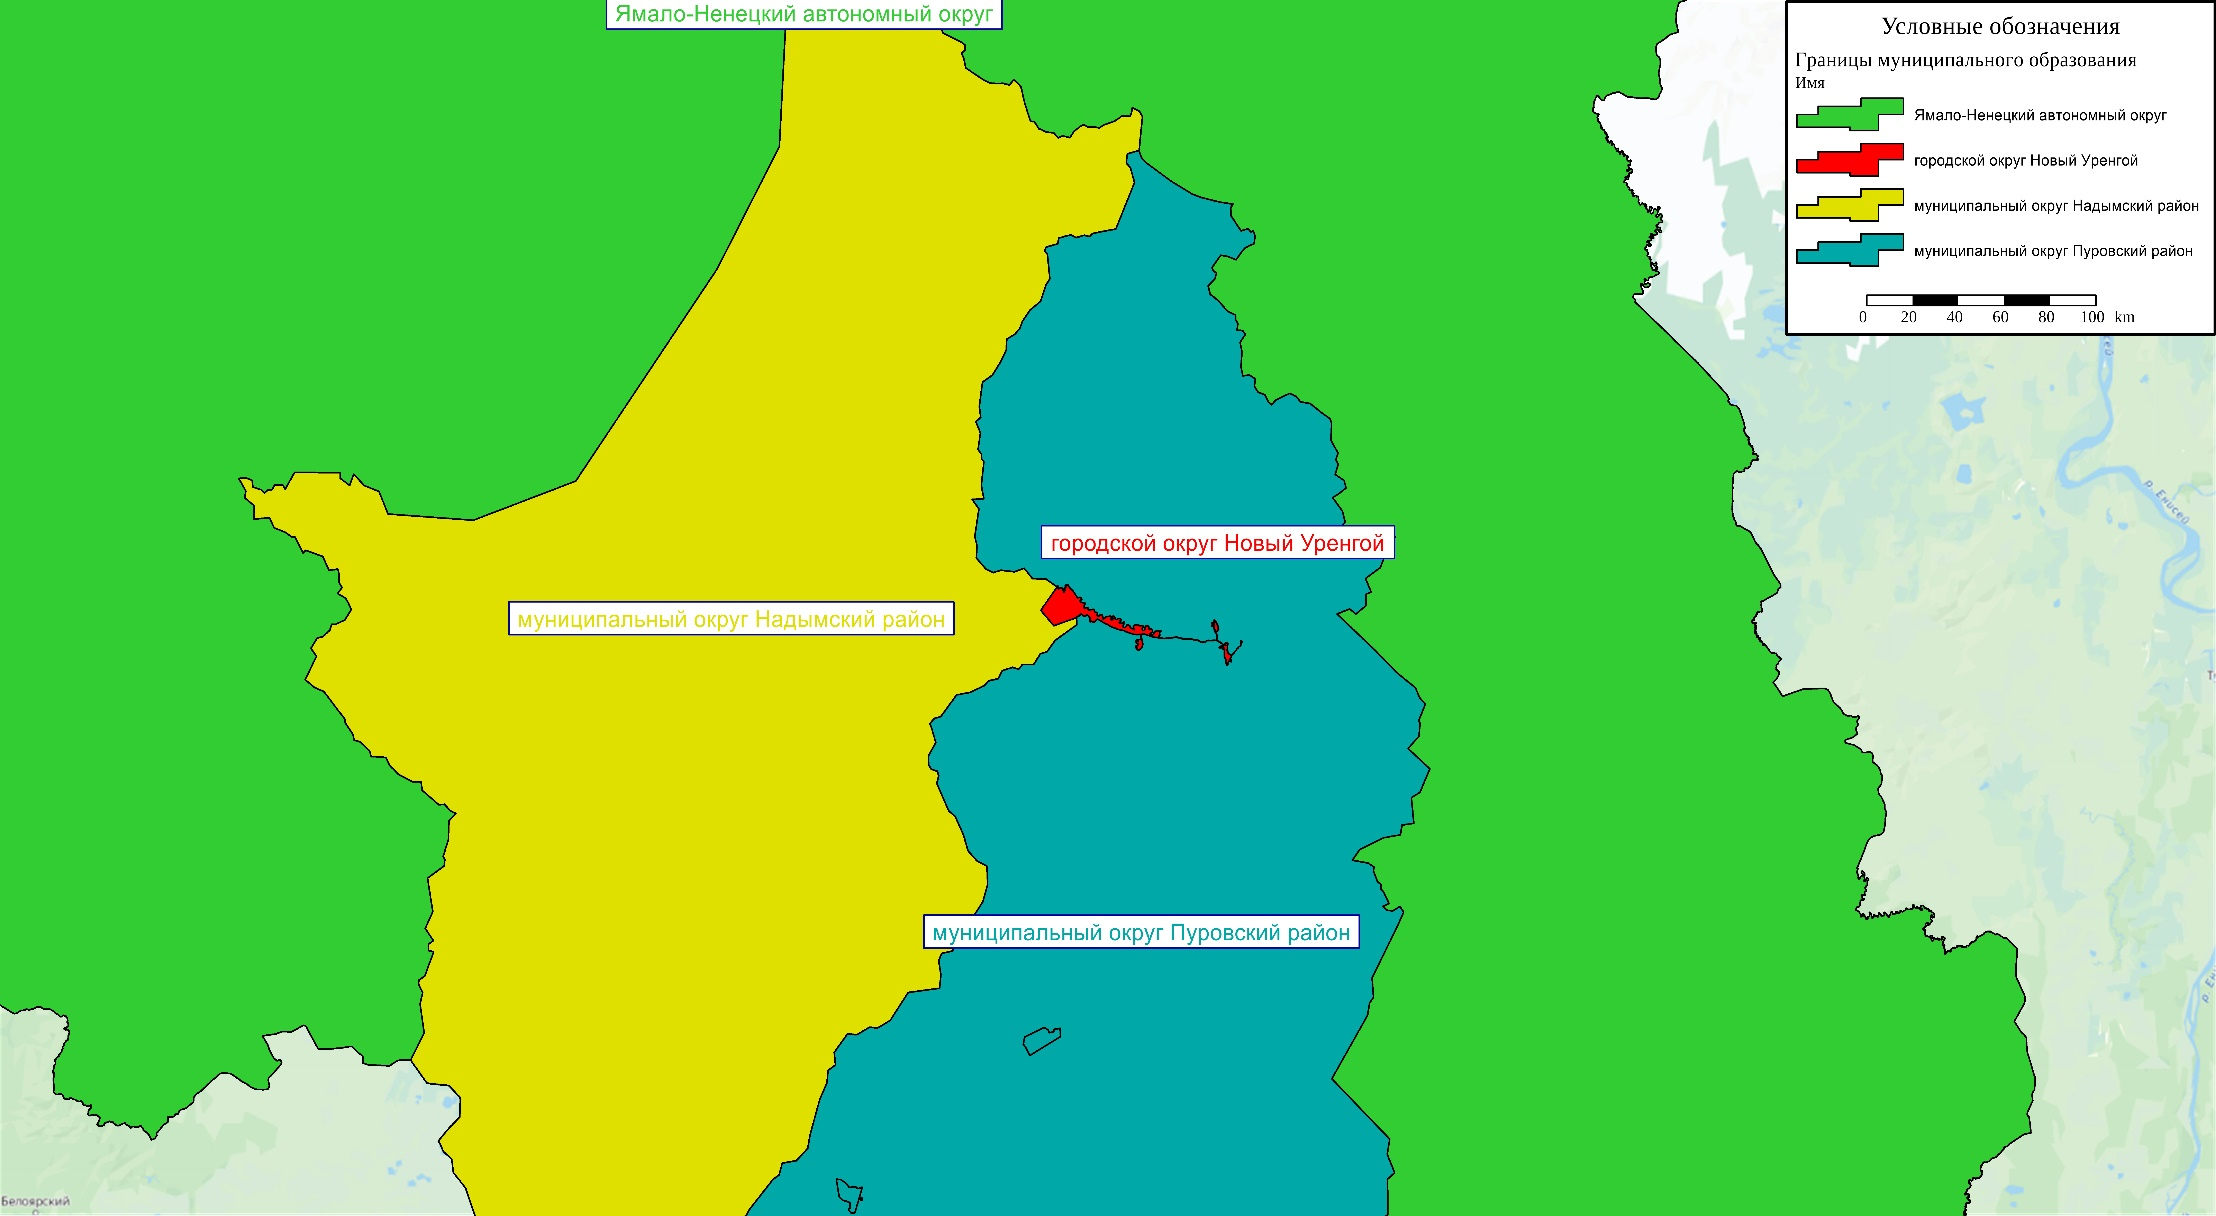 Ямало-Ненецкий автономный округ
Условные обозначения
Границы муниципального образования
Имя
Ямало-Ненецкий автономный округ
городской округ Новый Уренгой
муниципальный округ Надымский район
муниципальный округ Пуровский район
0 20 40 60 80 100 km
р. Енисей
городской округ Новый Уренгой
муниципальный округ Надымский район
муниципальный округ Пуровский район
Белоярский